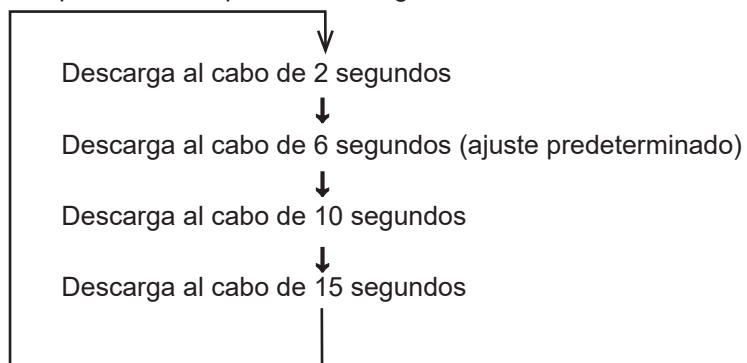 Descarga al cabo de 2 segundos
Descarga al cabo de 6 segundos (ajuste predeterminado)
Descarga al cabo de 10 segundos
Descarga al cabo de 15 segundos